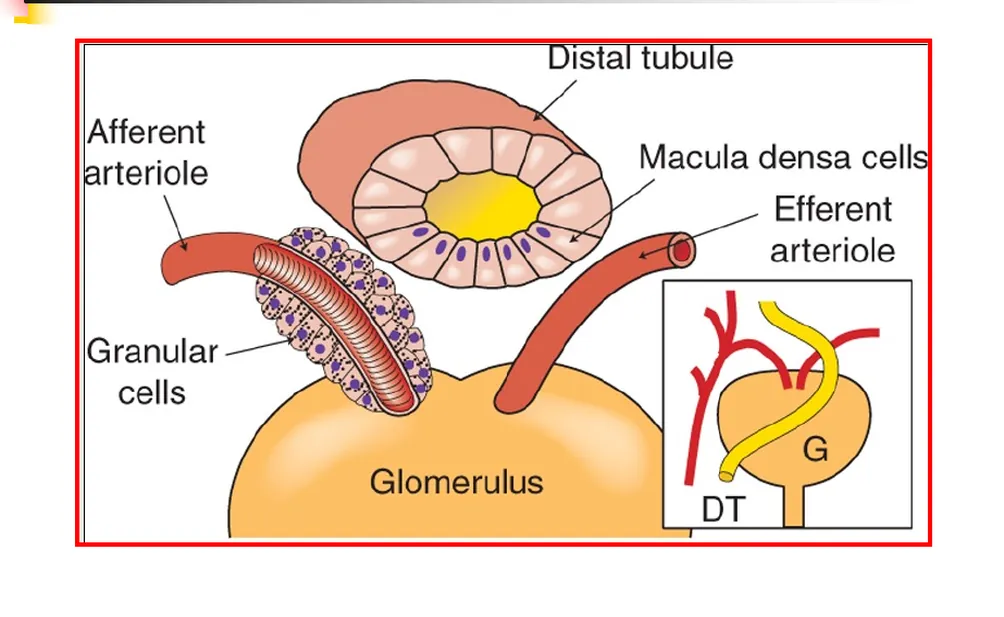 Distal tubule
Afferent
arteriole
Macula densa cells
Efferent
arteriole
Granular
cells
Glomerulus
G
DT